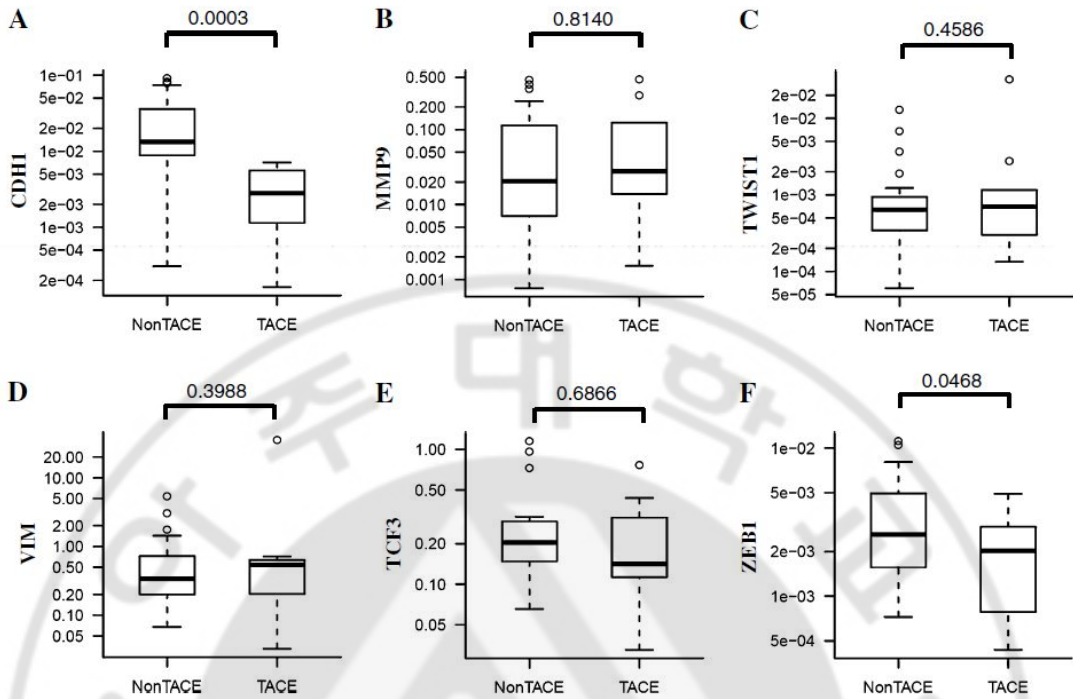 A
0.0003
1e−01
5e−02
2e−02
1e−02
5e−03
2e−03
1e−03
5e−04
2e−04
CDH1
NonTACE
TACE
B
0.8140
0.500
0.200
0.100
0.050
0.020
0.010
0.005
0.002
0.001
MMP9
NonTACE
TACE
C
0.4586
2e−02
1e−02
5e−03
2e−03
1e−03
5e−04
2e−04
1e−04
5e−05
TWIST1
NonTACE
TACE
D
0.3988
20.00
10.00
5.00
2.00
1.00
0.50
0.20
0.10
0.05
VIM
NonTACE
TACE
E
0.6866
1.00
0.50
0.20
0.10
0.05
TCF3
NonTACE
TACE
F
0.0468
1e−02
5e−03
2e−03
1e−03
5e−04
ZEB1
NonTACE
TACE
아주대학교